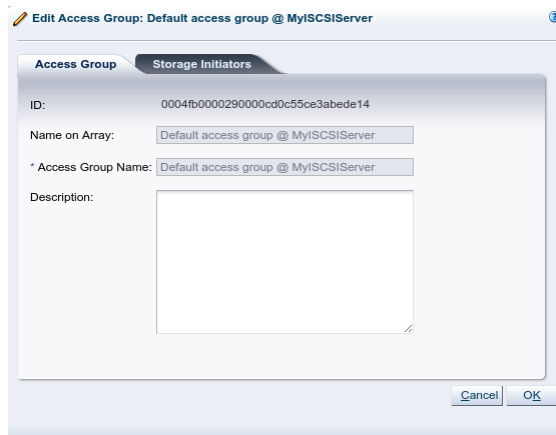 Edit Access Group: Default access group @ MyISCSIServer
Access Group
Storage Initiators
ID: 0004fb0000290000cd0c55ce3abede14
Name on Array: Default access group @ MyISCSIServer
* Access Group Name: Default access group @ MyISCSIServer
Description:
Cancel
OK